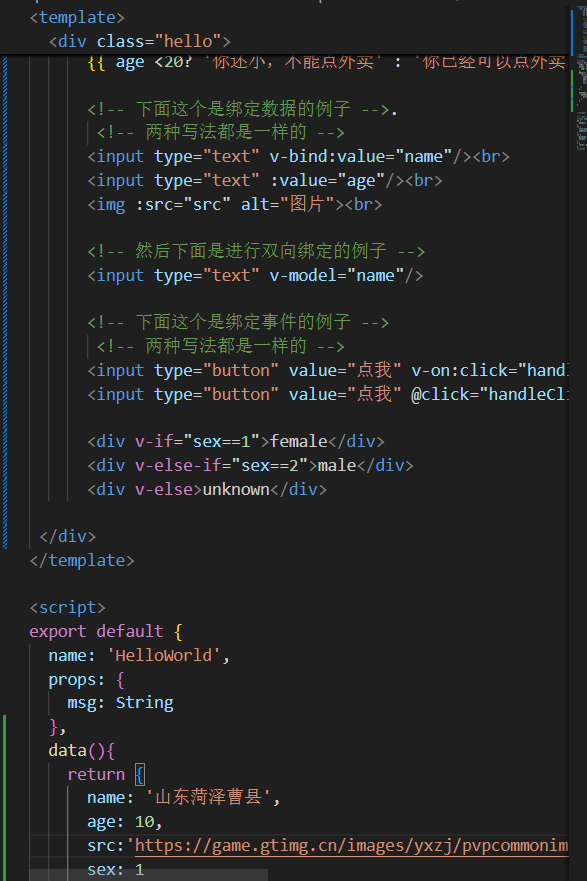 <template>
<div class="hello">
{{ age <20? '你还小，不能点外卖' : '你已经可以点外卖
<!-- 下面这个是绑定数据的例子 -->.
<!-- 两种写法都是一样的 -->
<input type="text" v-bind:value="name"/><br>
<input type="text" :value="age"/><br>
<img :src="src" alt="图片"><br>
<!-- 然后下面是进行双向绑定的例子 -->
<input type="text" v-model="name"/>
<!-- 下面这个是绑定事件的例子 -->
<!-- 两种写法都是一样的 -->
<input type="button" value="点我" v-on:click="handl
<input type="button" value="点我" @click="handleCli
<div v-if="sex==1">female</div>
<div v-else-if="sex==2">male</div>
<div v-else>unknown</div>
</div>
</template>
<script>
export default {
name: 'HelloWorld',
props: {
msg: String
},
data(){
return {
name: '山东菏泽曹县',
age: 10,
src:'https://game.gtimg.cn/images/yxzj/pvpcommonim
sex: 1